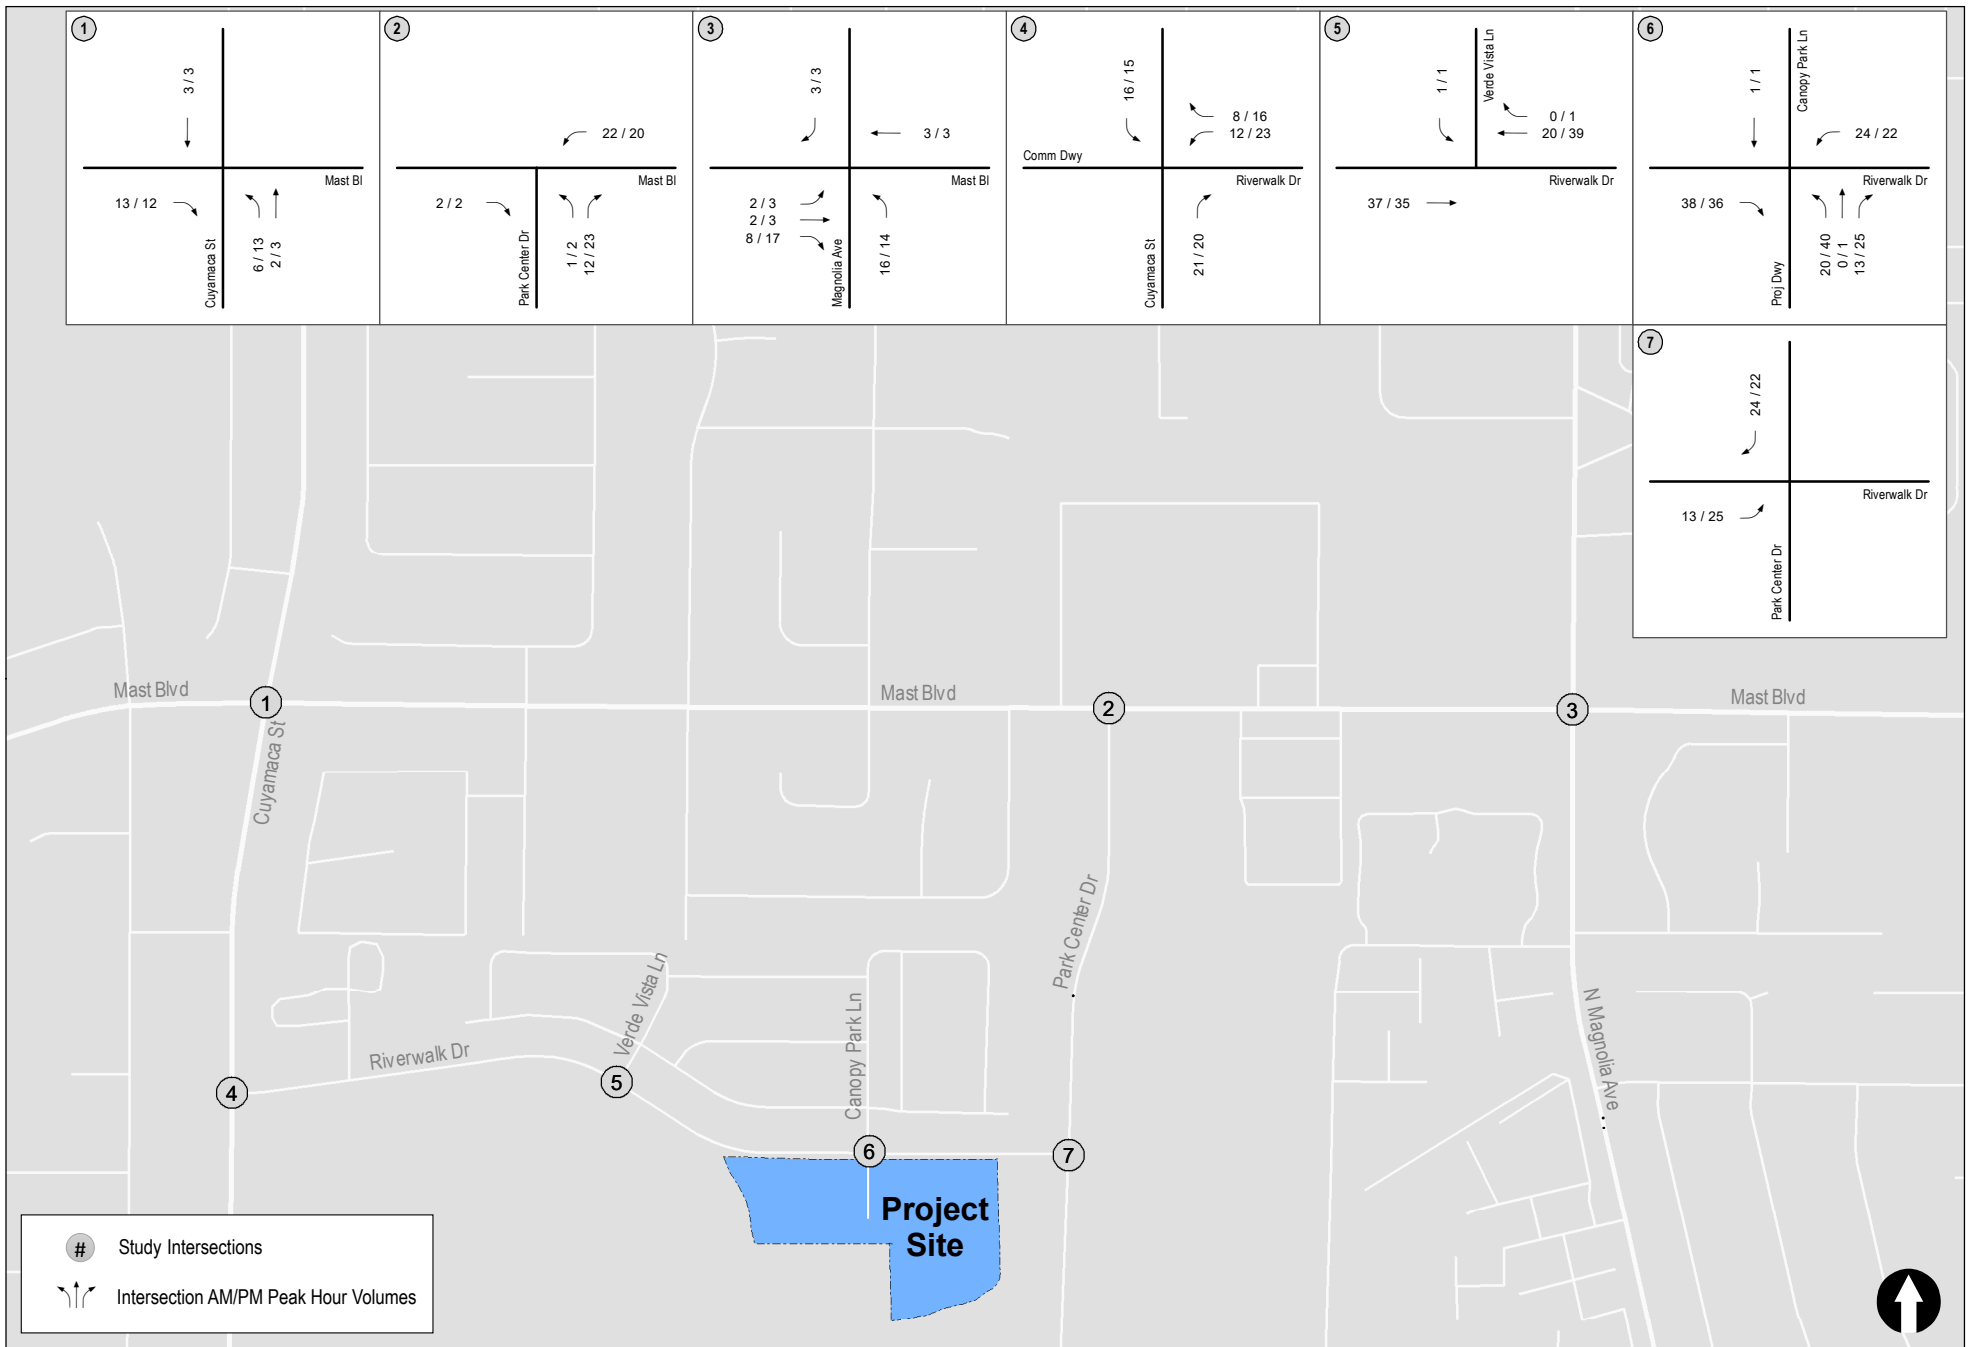 1
3 / 3
Mast Bl
13 / 12
6 / 13
2 / 3
Cuyamaca St
2
22 / 20
Mast Bl
2 / 2
1 / 2
12 / 23
Park Center Dr
3
3 / 3
3 / 3
Mast Bl
2 / 3
2 / 3
8 / 17
16 / 14
Magnolia Ave
4
16 / 15
8 / 16
12 / 23
Comm Dwy
Riverwalk Dr
21 / 20
Cuyamaca St
5
1 / 1
Verde Vista Ln
0 / 1
20 / 39
Riverwalk Dr
37 / 35
6
1 / 1
Canopy Park Ln
24 / 22
Riverwalk Dr
38 / 36
20 / 40
0 / 1
13 / 25
Proj Dwy
7
24 / 22
Riverwalk Dr
13 / 25
Park Center Dr
Mast Blvd
1
Mast Blvd
2
3
Mast Blvd
Cuyamaca St
Park Center Dr
Verde Vista Ln
Canopy Park Ln
N Magnolia Ave
Riverwalk Dr
4
5
6
7
Project
Site
# Study Intersections
Intersection AM/PM Peak Hour Volumes